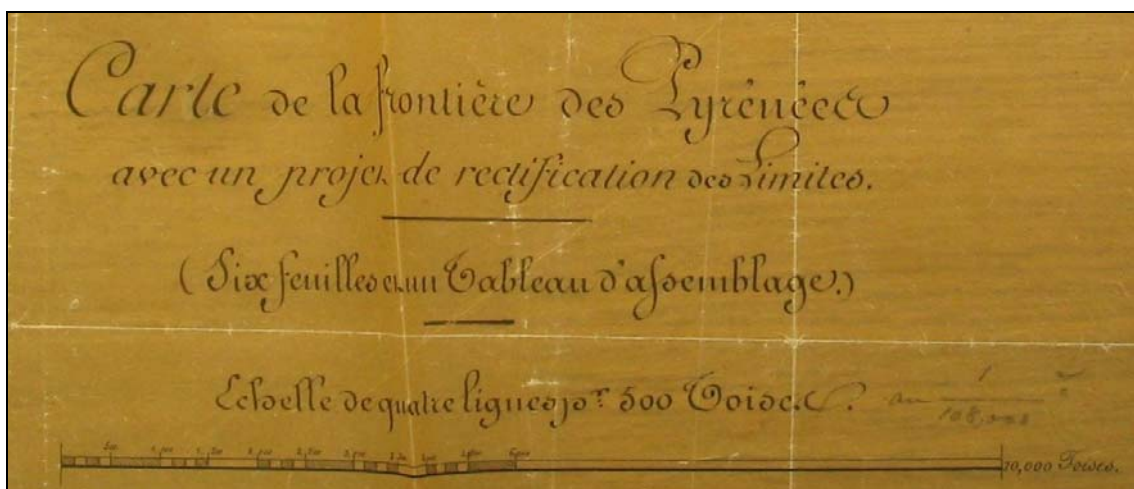 Carte de la frontière des Pyrénées
avec un projet de rectification des Limites.
(Six feuilles et un Tableau d'assemblage.)
Echelle de quatre lignes pr. 500 Toises. au 1/108,000
10,000 Toises.